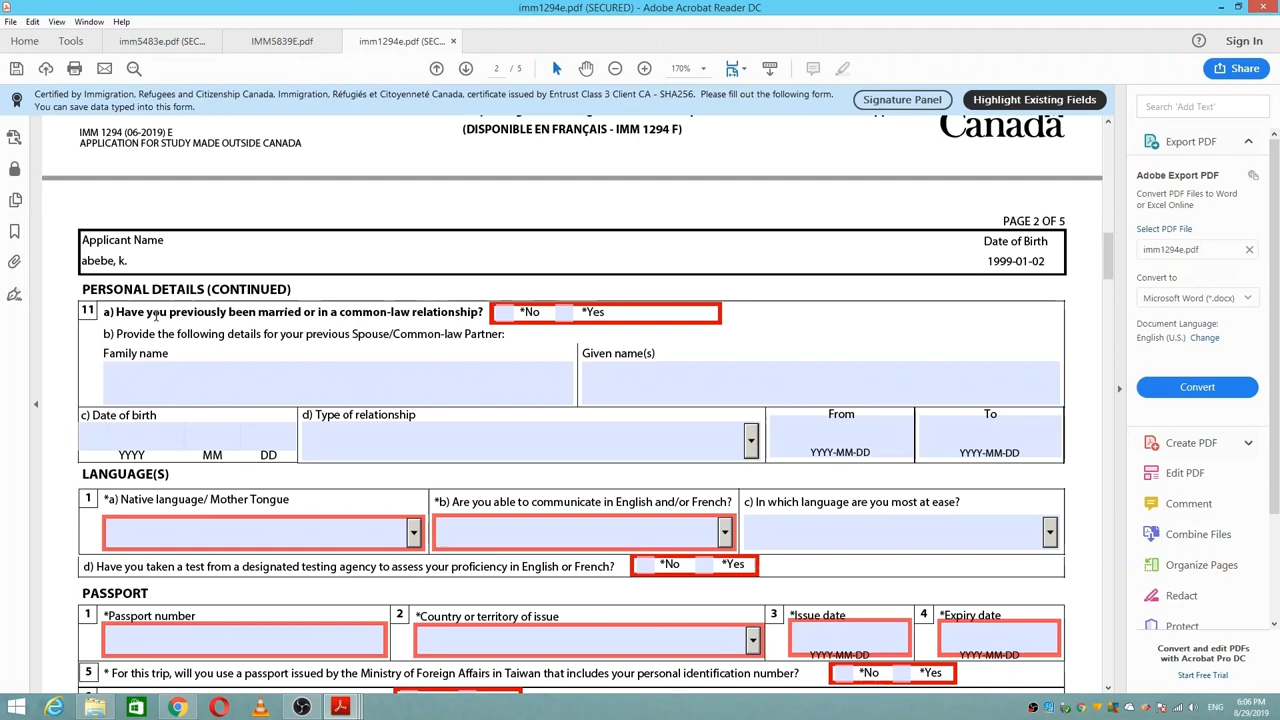 imm1294e.pdf (SECURED) - Adobe Acrobat Reader DC
File Edit View Window Help
Home Tools imm5483e.pdf (SEC... IMM5839E.pdf imm1294e.pdf (SEC... × Sign In
2 / 5 170% Share
Certified by Immigration, Refugees and Citizenship Canada, Immigration, Réfugiés et Citoyenneté Canada, certificate issued by Entrust Class 3 Client CA - SHA256. Please fill out the following form.
You can save data typed into this form.
Signature Panel Highlight Existing Fields
Search 'Add Text'
IMM 1294 (06-2019) E
APPLICATION FOR STUDY MADE OUTSIDE CANADA
(DISPONIBLE EN FRANÇAIS - IMM 1294 F)
Canada
PAGE 2 OF 5
Applicant Name Date of Birth
abebe, k. 1999-01-02
PERSONAL DETAILS (CONTINUED)
11 a) Have you previously been married or in a common-law relationship? *No *Yes
b) Provide the following details for your previous Spouse/Common-law Partner:
Family name Given name(s)
c) Date of birth d) Type of relationship From To
YYYY MM DD YYYY-MM-DD YYYY-MM-DD
LANGUAGE(S)
1 *a) Native language/ Mother Tongue *b) Are you able to communicate in English and/or French? c) In which language are you most at ease?
d) Have you taken a test from a designated testing agency to assess your proficiency in English or French? *No *Yes
PASSPORT
1 *Passport number 2 *Country or territory of issue 3 *Issue date 4 *Expiry date
YYYY-MM-DD YYYY-MM-DD
5 * For this trip, will you use a passport issued by the Ministry of Foreign Affairs in Taiwan that includes your personal identification number? *No *Yes
Export PDF
Adobe Export PDF
Convert PDF Files to Word
or Excel Online
Select PDF File
imm1294e.pdf
Convert to
Microsoft Word (*.docx)
Document Language:
English (U.S.) Change
Convert
Create PDF
Edit PDF
Comment
Combine Files
Organize Pages
Redact
Protect
Convert and edit PDFs
with Acrobat Pro DC
Start Free Trial
ENG
6:06 PM
8/29/2019